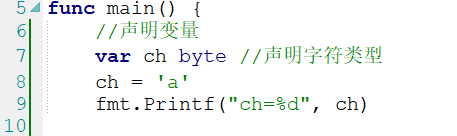 5 func main() {
6 //声明变量
7 var ch byte //声明字符类型
8 ch = 'a'
9 fmt.Printf("ch=%d", ch)
10